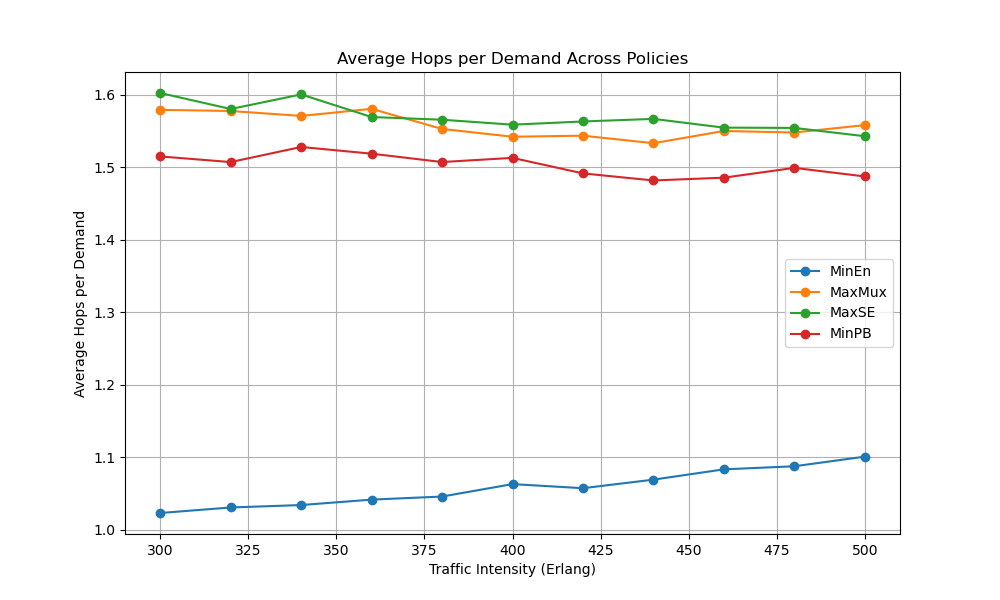 Average Hops per Demand Across Policies
Average Hops per Demand
1.6
1.5
1.4
1.3
1.2
1.1
1.0
MinEn
MaxMux
MaxSE
MinPB
300 325 350 375 400 425 450 475 500
Traffic Intensity (Erlang)